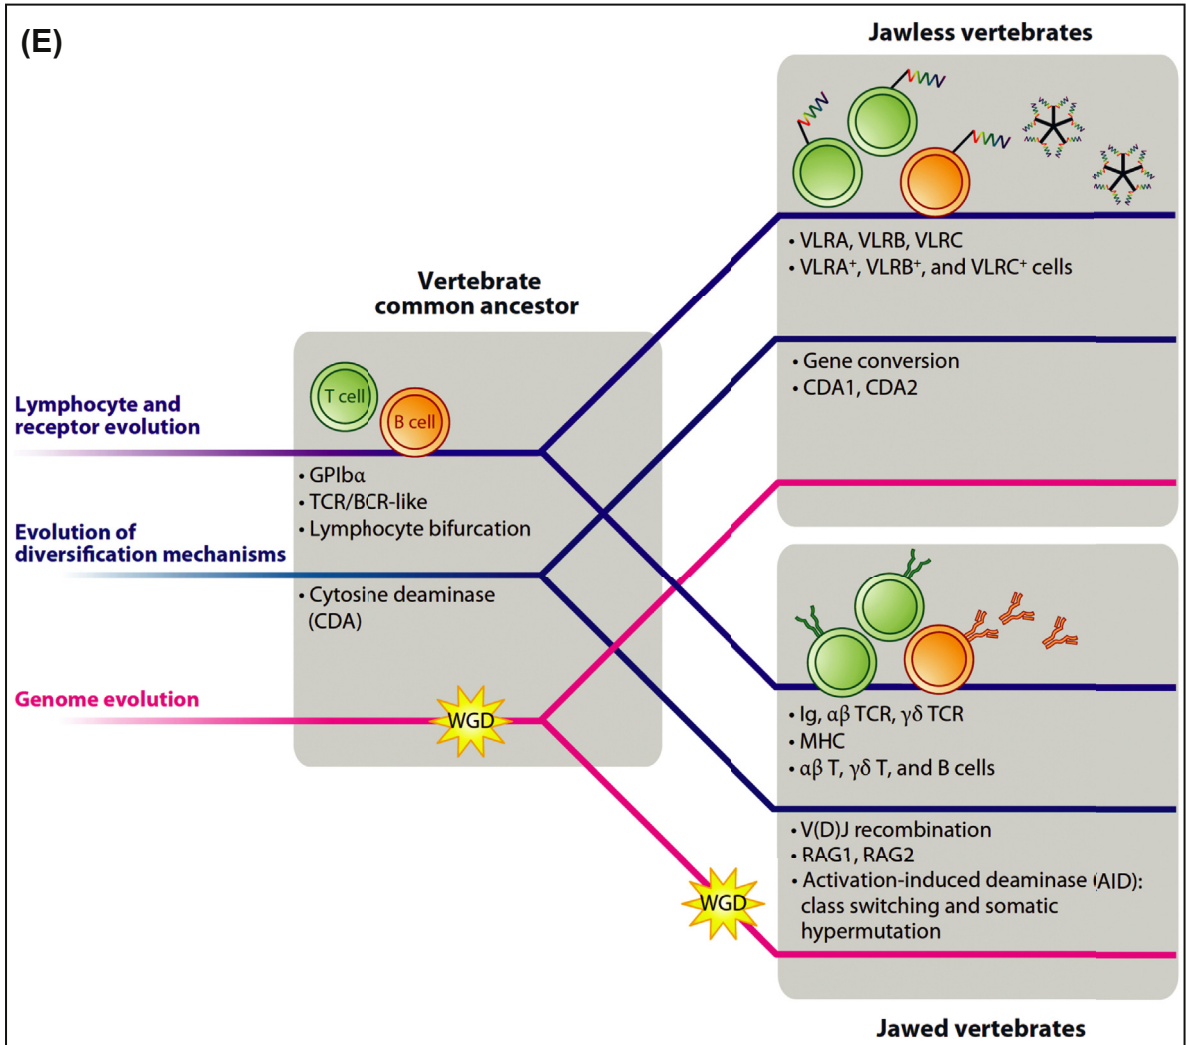 (E)
Jawless vertebrates
• VLRA, VLRB, VLRC
• VLRA⁺, VLRB⁺, and VLRC⁺ cells
• Gene conversion
• CDA1, CDA2
Vertebrate
common ancestor
T cell
B cell
Lymphocyte and
receptor evolution
• GPIbα
• TCR/BCR-like
• Lymphocyte bifurcation
Evolution of
diversification mechanisms
• Cytosine deaminase
(CDA)
Genome evolution
WGD
WGD
• Ig, αβ TCR, γδ TCR
• MHC
• αβ T, γδ T, and B cells
• V(D)J recombination
• RAG1, RAG2
• Activation-induced deaminase (AID):
class switching and somatic
hypermutation
Jawed vertebrates